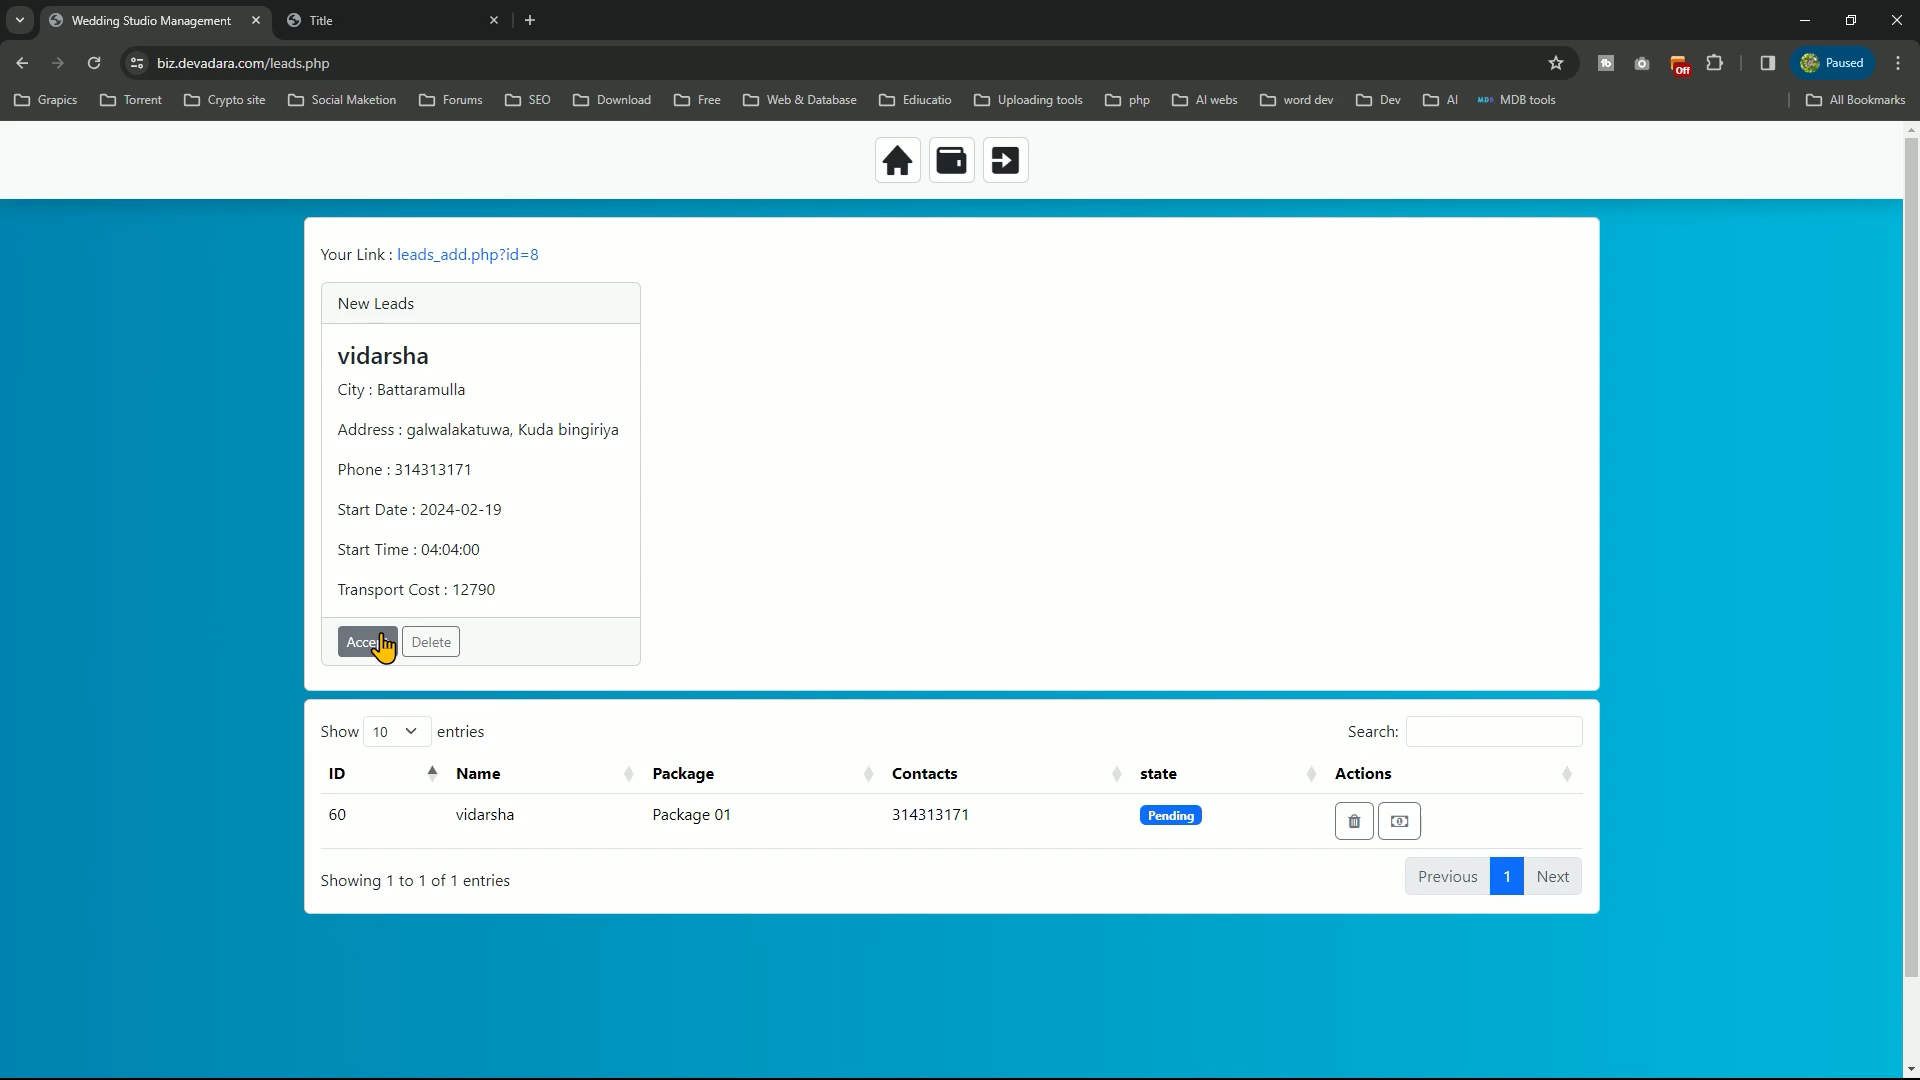 Wedding Studio Management
Title
biz.devadara.com/leads.php
Off
Paused
Grapics
Torrent
Crypto site
Social Maketion
Forums
SEO
Download
Free
Web & Database
Ediucatio
Uploading tools
php
AI webs
word dev
Dev
AI
MDB tools
All Bookmarks
Your Link : leads_add.php?id=8
New Leads
vidarsha
City : Battaramulla
Address : galwalakatuwa, Kuda bingiriya
Phone : 314313171
Start Date : 2024-02-19
Start Time : 04:04:00
Transport Cost : 12790
Delete
Show 10 entries
Search:
ID Name Package Contacts state Actions
60 vidarsha Package 01 314313171 Pending
Showing 1 to 1 of 1 entries
Previous 1 Next